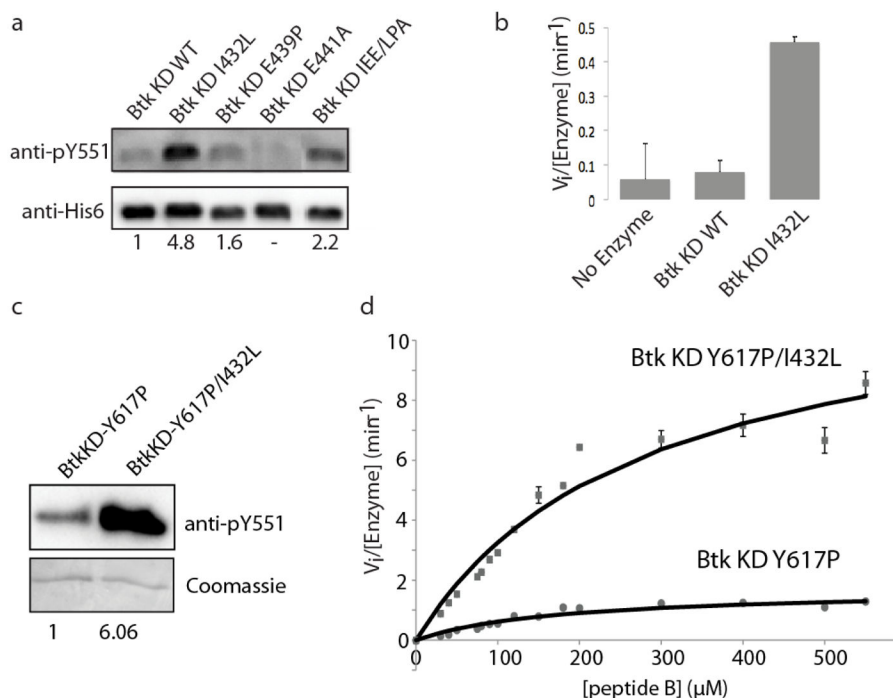 a
Btk KD WT
Btk KD I432L
Btk KD E439P
Btk KD E441A
Btk KD IEE/LPA
anti-pY551
anti-His6
1 4.8 1.6 - 2.2
b
Vi/[Enzyme] (min-1)
0.5
0.4
0.3
0.2
0.1
0
No Enzyme
Btk KD WT
Btk KD I432L
c
BtkKD-Y617P
BtkKD-Y617P/I432L
anti-pY551
Coomassie
1 6.06
d
Vi/[Enzyme] (min-1)
10
8
6
4
2
0
Btk KD Y617P/I432L
Btk KD Y617P
0 100 200 300 400 500
[peptide B] (μM)